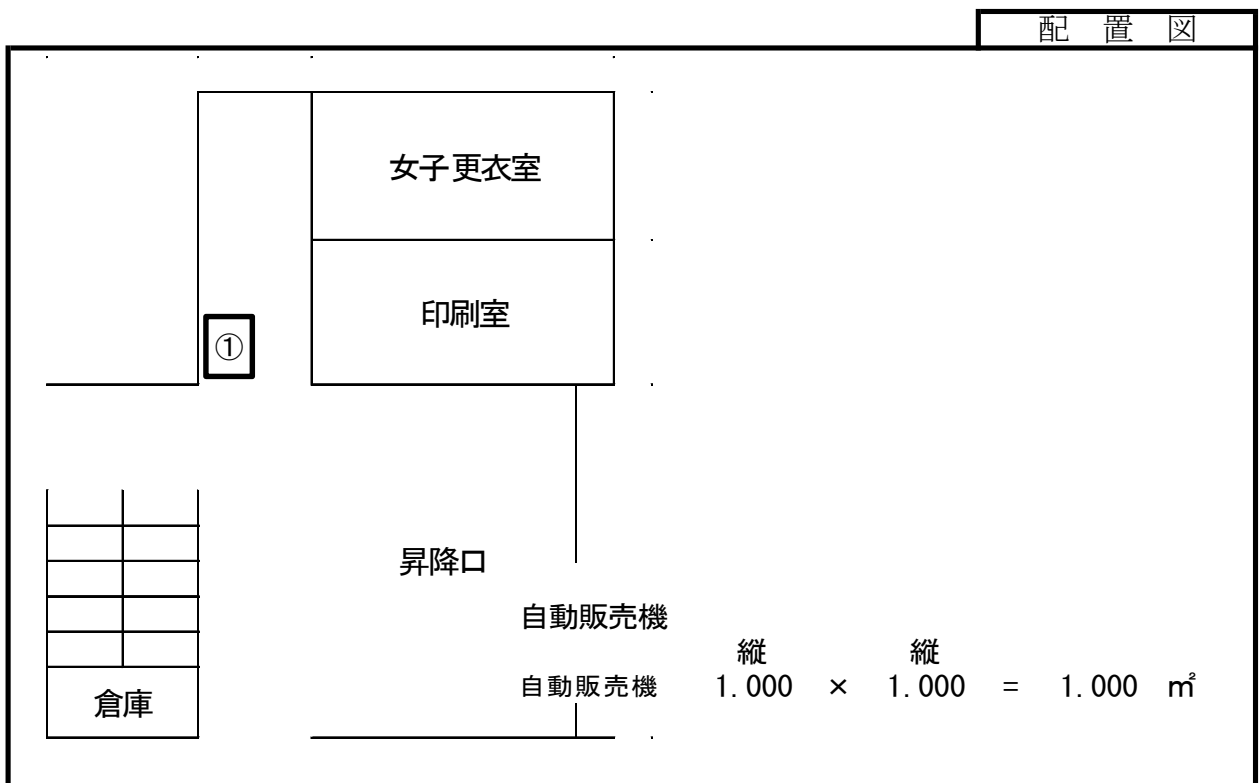 配 置 図
女子更衣室
印刷室
①
昇降口
自動販売機
縦 縦
自動販売機 1.000 × 1.000 = 1.000 ㎡
倉庫